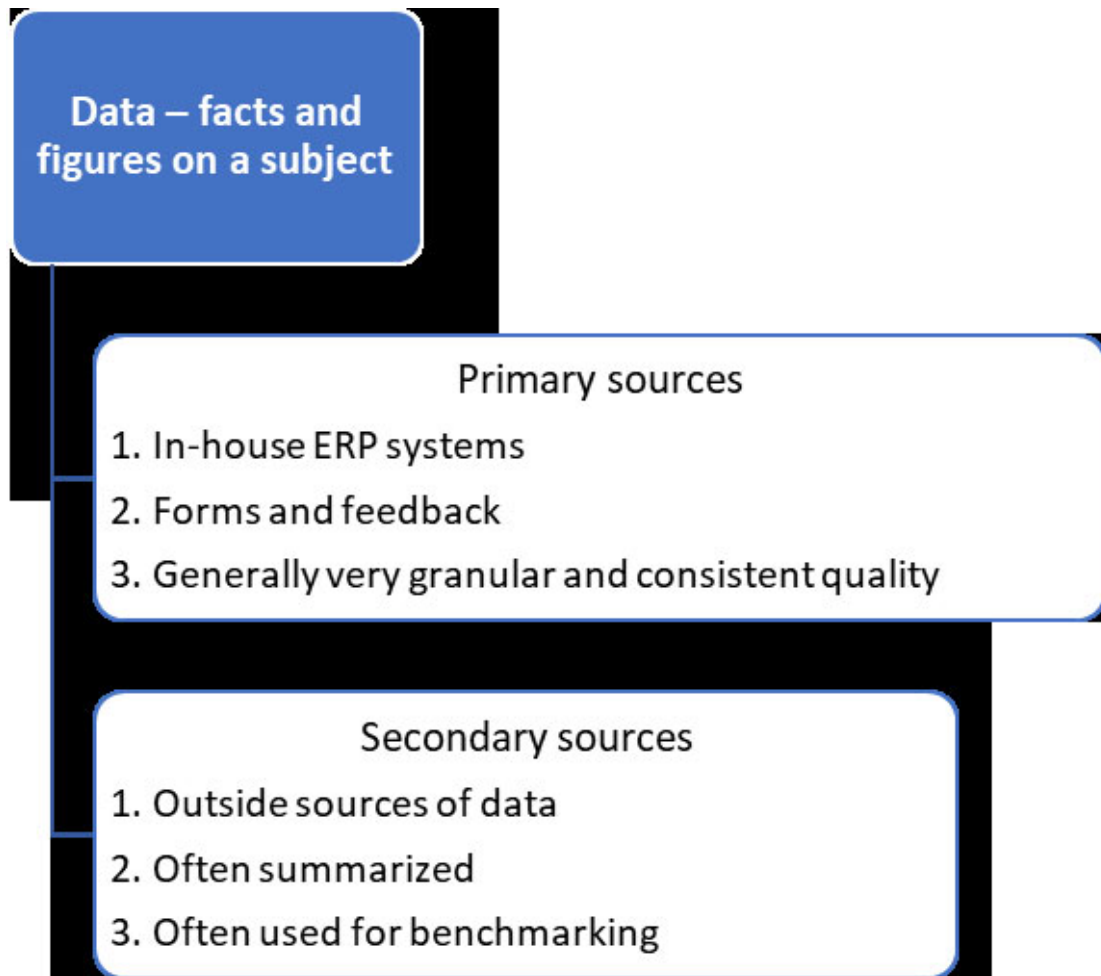 Data – facts and
figures on a subject
Primary sources
1. In-house ERP systems
2. Forms and feedback
3. Generally very granular and consistent quality
Secondary sources
1. Outside sources of data
2. Often summarized
3. Often used for benchmarking